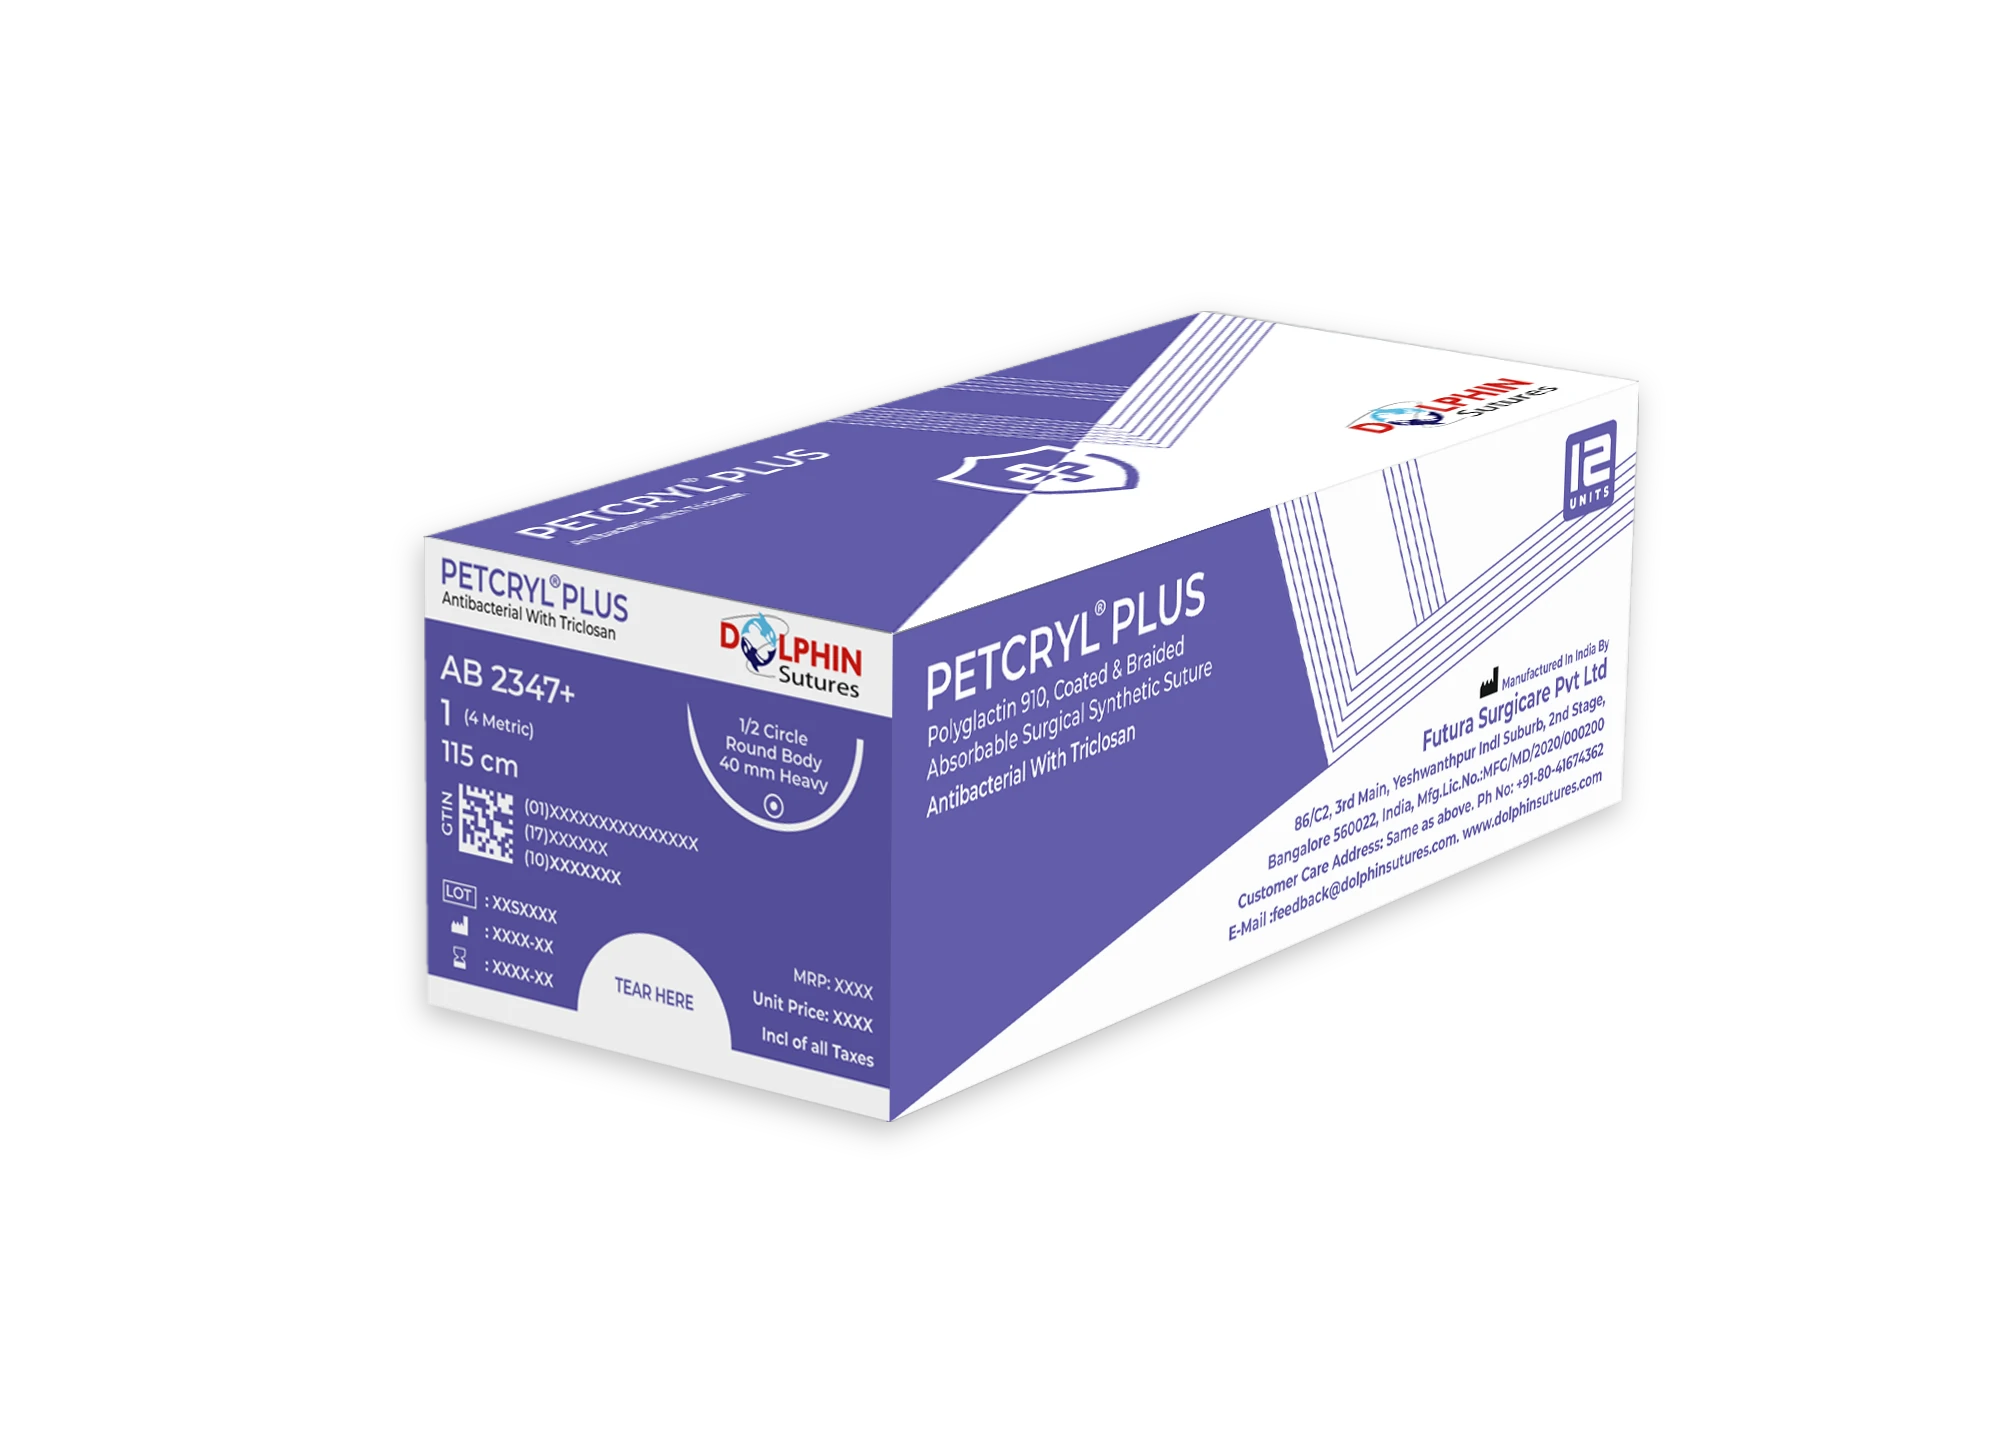 PETCRYL® PLUS
Antibacterial With Triclosan
DOLPHIN
Sutures
12
UNITS
PETCRYL® PLUS
Antibacterial With Triclosan
DOLPHIN
Sutures
AB 2347+
1 (4 Metric)
115 cm
1/2 Circle
Round Body
40 mm Heavy
GTIN
(01)XXXXXXXXXXXXXXX
(17)XXXXXX
(10)XXXXXXX
LOT : XXSXXXX
: XXXX-XX
: XXXX-XX
TEAR HERE
MRP: XXXX
Unit Price: XXXX
Incl of all Taxes
PETCRYL® PLUS
Polyglactin 910, Coated & Braided
Absorbable Surgical Synthetic Suture
Antibacterial With Triclosan
Manufactured In India By
Futura Surgicare Pvt Ltd
86/C2, 3rd Main, Yeshwanthpur Indl Suburb, 2nd Stage,
Bangalore 560022, India, Mfg.Lic.No.:MFG/MD/2020/000200
Customer Care Address: Same as above. Ph No: +91-80-41674362
E-Mail :feedback@dolphinsutures.com. www.dolphinsutures.com